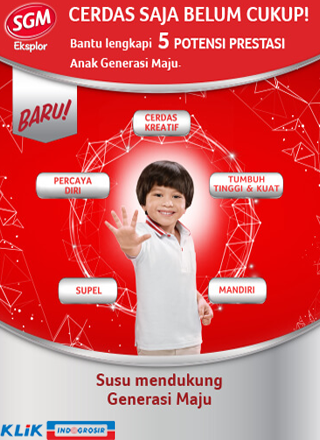 SGM
Eksplor
CERDAS SAJA BELUM CUKUP!
Bantu lengkapi 5 POTENSI PRESTASI
Anak Generasi Maju.
BARU!
CERDAS
KREATIF
PERCAYA
DIRI
TUMBUH
TINGGI & KUAT
SUPEL
MANDIRI
Susu mendukung
Generasi Maju
KLiK INDOGROSIR